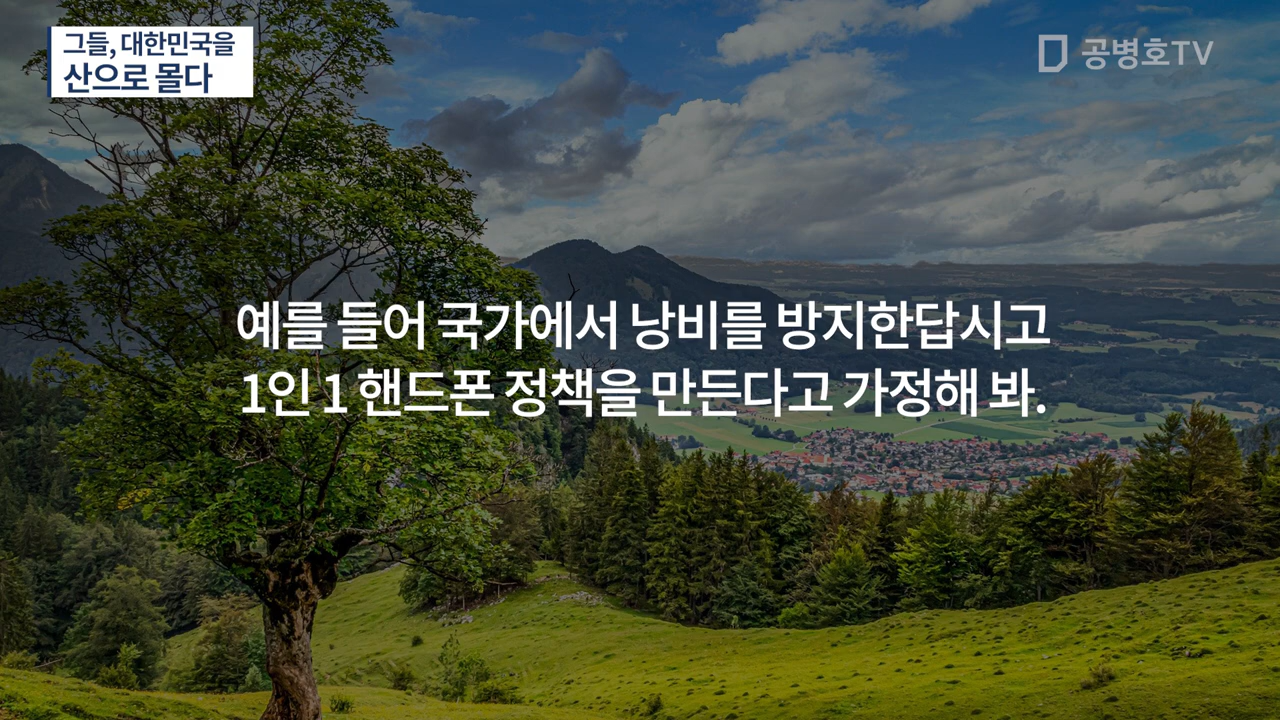 그들, 대한민국을
산으로 몰다
공병호TV
예를 들어 국가에서 낭비를 방지한답시고
1인 1 핸드폰 정책을 만든다고 가정해 봐.